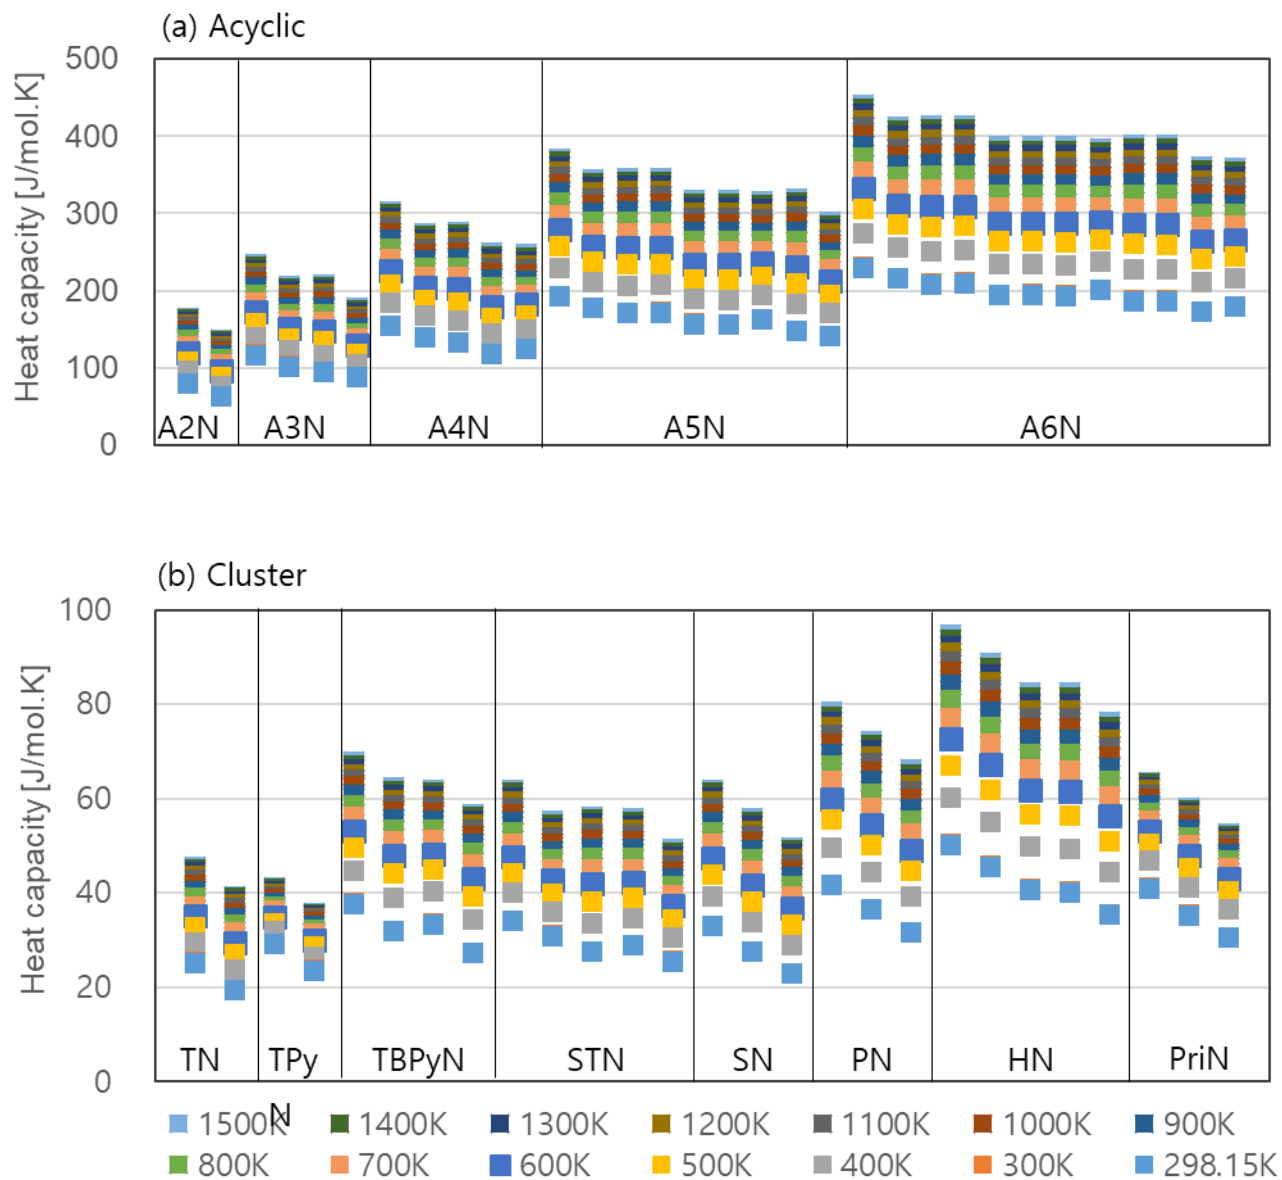 (a) Acyclic
Heat capacity [J/mol.K]
500
400
300
200
100
0
A2N A3N A4N A5N A6N
(b) Cluster
Heat capacity [J/mol.K]
100
80
60
40
20
0
TN TPy TBPyN STN SN PN HN PriN
N
1500K 1400K 1300K 1200K 1100K 1000K 900K
800K 700K 600K 500K 400K 300K 298.15K